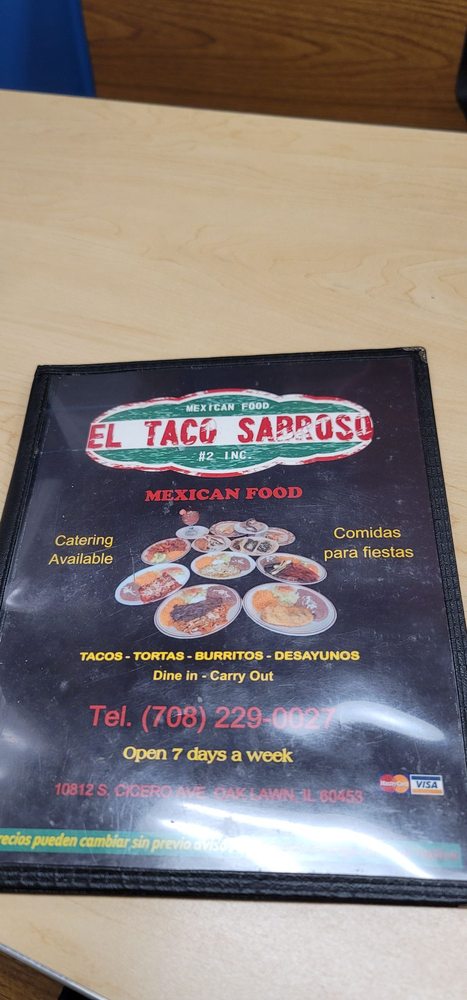 MEXICAN FOOD
EL TACO SABROSO
#2 INC.
MEXICAN FOOD
Catering
Available
Comidas
para fiestas
TACOS - TORTAS - BURRITOS - DESAYUNOS
Dine in - Carry Out
Tel. (708) 229-0027
Open 7 days a week
MasterCard VISA
10812 S. CICERO AVE. OAK LAWN, IL 60453
recios pueden cambiar sin previo aviso